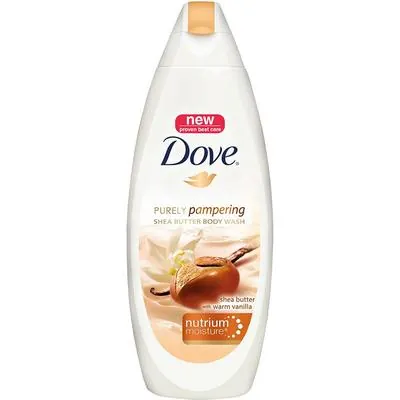 new
proven best care
Dove
PURELY pampering
SHEA BUTTER BODY WASH
shea butter
with warm vanilla
nutrium
moisture